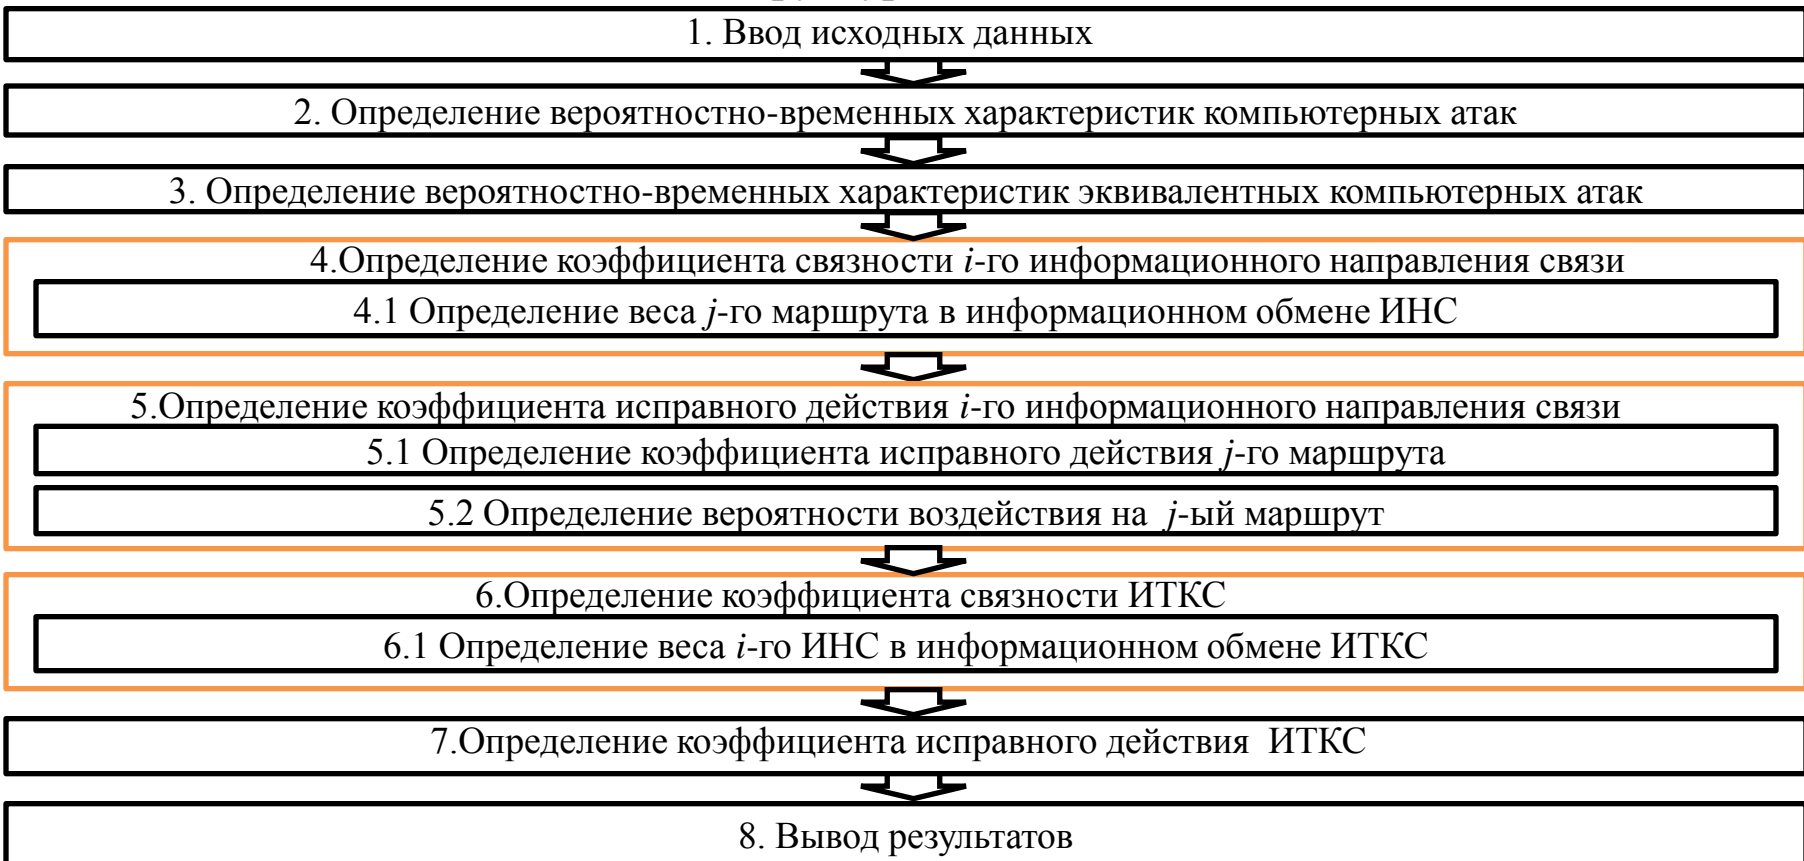 1. Ввод исходных данных
2. Определение вероятностно-временных характеристик компьютерных атак
3. Определение вероятностно-временных характеристик эквивалентных компьютерных атак
4.Определение коэффициента связности i-го информационного направления связи
4.1 Определение веса j-го маршрута в информационном обмене ИНС
5.Определение коэффициента исправного действия i-го информационного направления связи
5.1 Определение коэффициента исправного действия j-го маршрута
5.2 Определение вероятности воздействия на j-ый маршрут
6.Определение коэффициента связности ИТКС
6.1 Определение веса i-го ИНС в информационном обмене ИТКС
7.Определение коэффициента исправного действия ИТКС
8. Вывод результатов